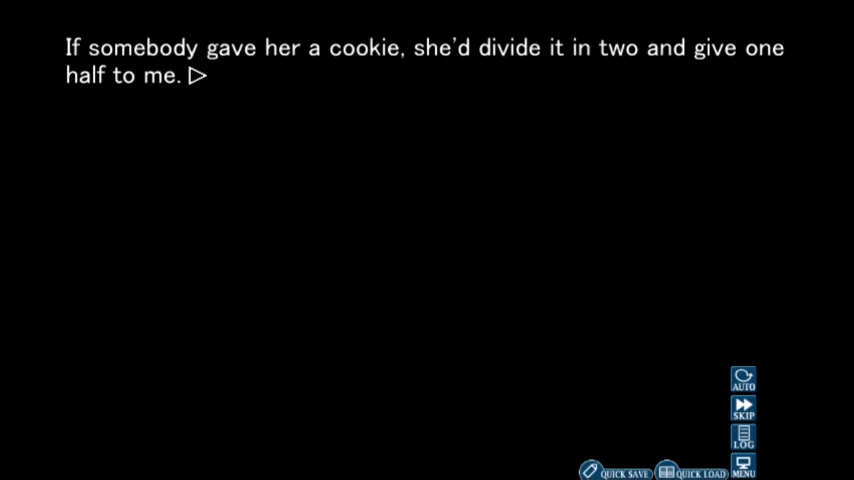 If somebody gave her a cookie, she'd divide it in two and give one
half to me.
AUTO
SKIP
LOG
MENU
QUICK SAVE
QUICK LOAD